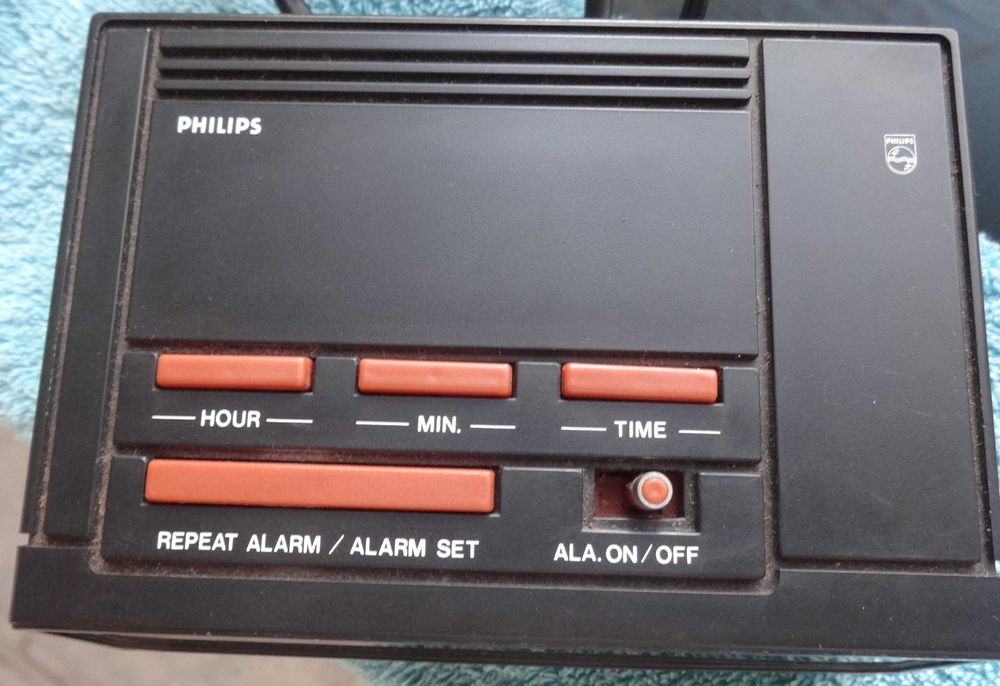 PHILIPS
PHILIPS
HOUR
MIN.
TIME
REPEAT ALARM / ALARM SET
ALA. ON / OFF